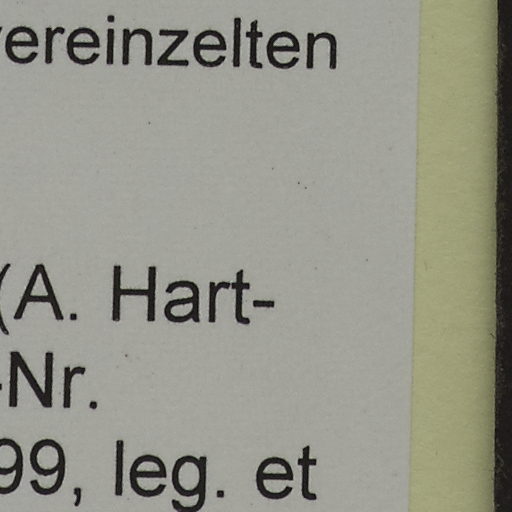 vereinzelten
(A. Hart-
-Nr.
99, leg. et